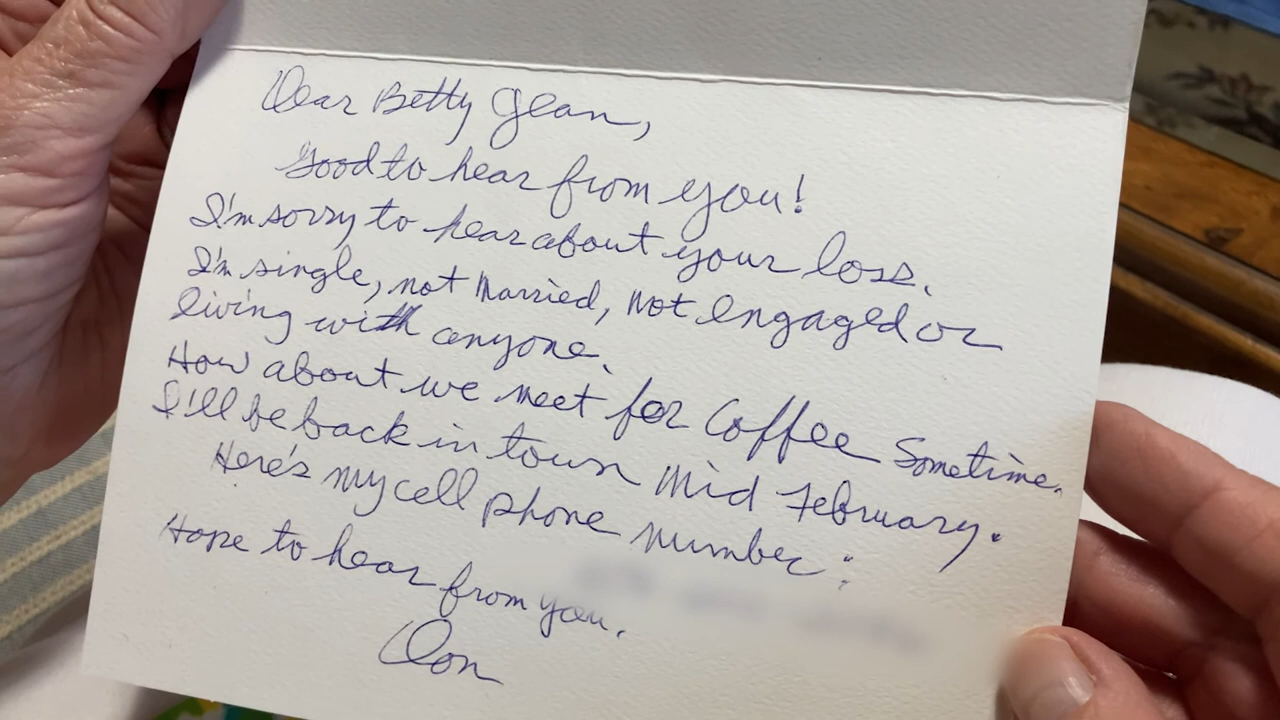 Dear Betty Jean,
Good to hear from you!
I'm sorry to hear about your loss.
I'm single, not Married, Not engaged or
living with anyone.
How about we meet for Coffee Sometime.
I'll be back in town Mid February.
Here's My cell phone number:
Hope to hear from you.
Don